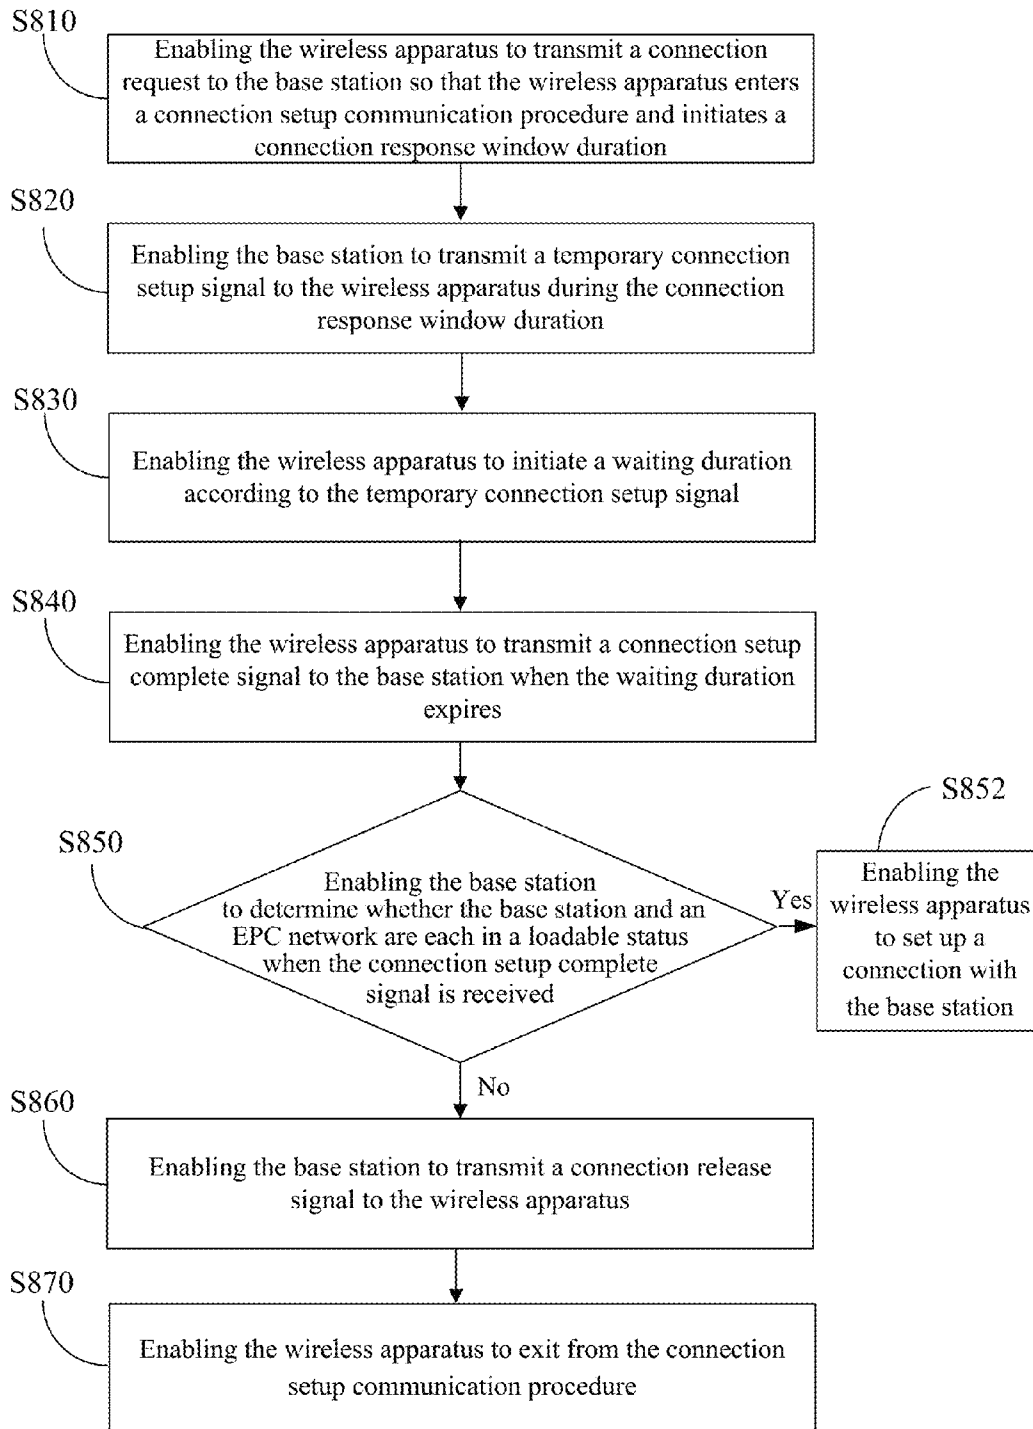 S810
Enabling the wireless apparatus to transmit a connection
request to the base station so that the wireless apparatus enters
a connection setup communication procedure and initiates a
connection response window duration
S820
Enabling the base station to transmit a temporary connection
setup signal to the wireless apparatus during the connection
response window duration
S830
Enabling the wireless apparatus to initiate a waiting duration
according to the temporary connection setup signal
S840
Enabling the wireless apparatus to transmit a connection setup
complete signal to the base station when the waiting duration
expires
S850
Enabling the base station
to determine whether the base station and an
EPC network are each in a loadable status
when the connection setup complete
signal is received
Yes
S852
Enabling the
wireless apparatus
to set up a
connection with
the base station
No
S860
Enabling the base station to transmit a connection release
signal to the wireless apparatus
S870
Enabling the wireless apparatus to exit from the connection
setup communication procedure